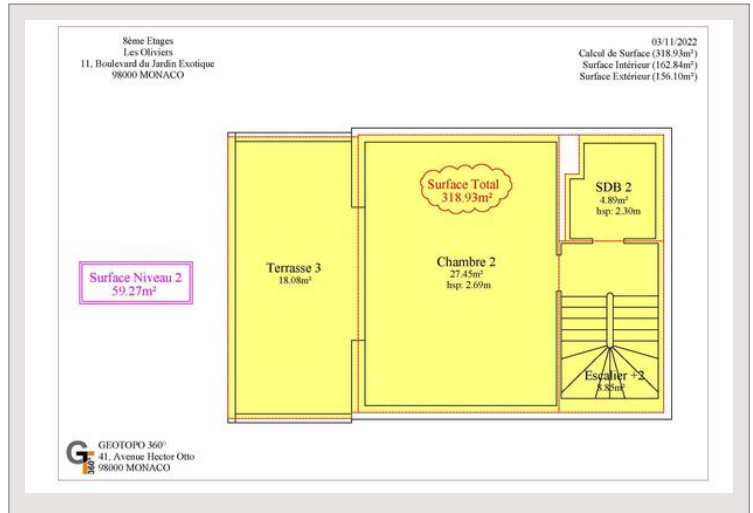 8ème Etages
Les Oliviers
11, Boulevard du Jardin Exotique
98000 MONACO
03/11/2022
Calcul de Surface (318.93m²)
Surface Intérieur (162.84m²)
Surface Extérieur (156.10m²)
Surface Total
318.93m²
SDB 2
4.89m²
hsp: 2.30m
Surface Niveau 2
59.27m²
Terrasse 3
18.08m²
Chambre 2
27.45m²
hsp: 2.69m
Escalier +2
8.85m²
GEOTOPO 360°
41, Avenue Hector Otto
98000 MONACO
GT
360°